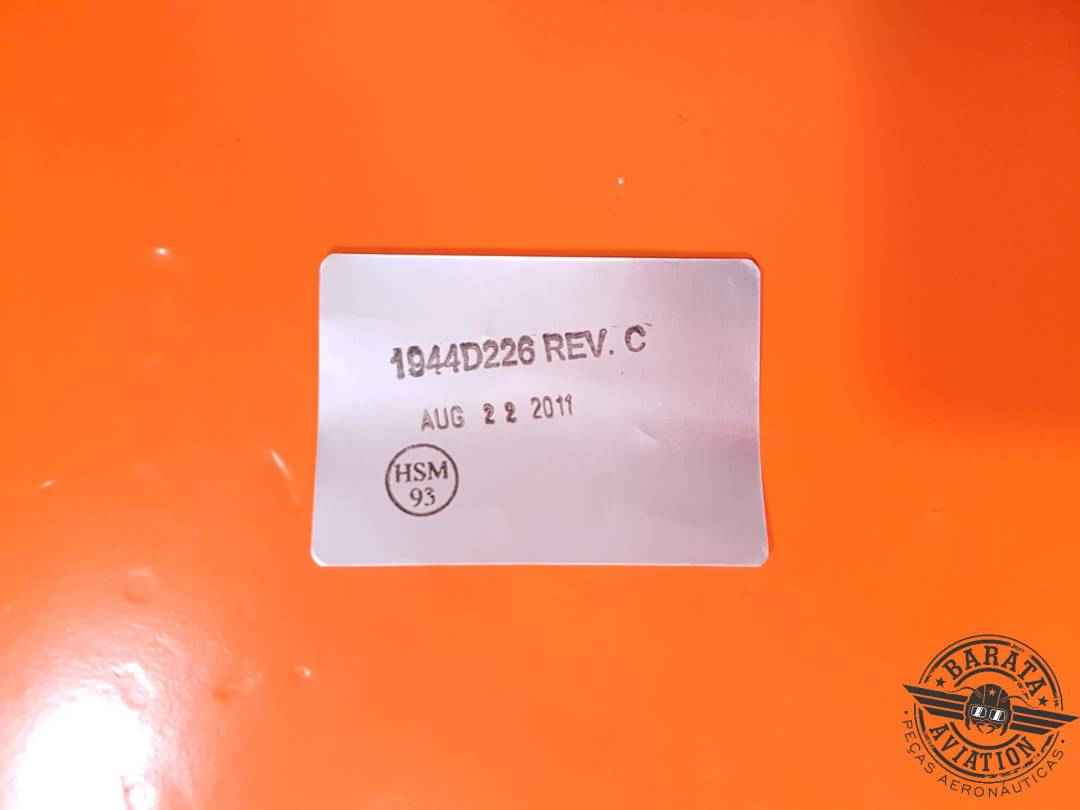 1944D226 REV. C
AUG 22 2011
HSM
93
BARATA
AVIATION
• PEÇAS AERONÁUTICAS •